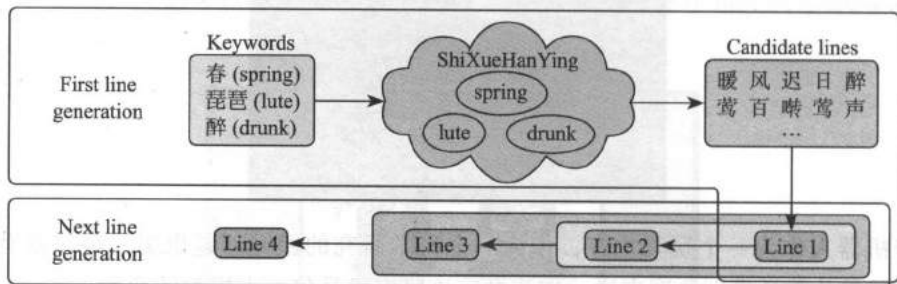 Keywords
春 (spring)
琵琶 (lute)
醉 (drunk)
First line
generation
ShiXueHanYing
spring
lute
drunk
Candidate lines
暖 风 迟 日 醉
莺 百 啭 莺 声
...
Next line
generation
Line 4
Line 3
Line 2
Line 1